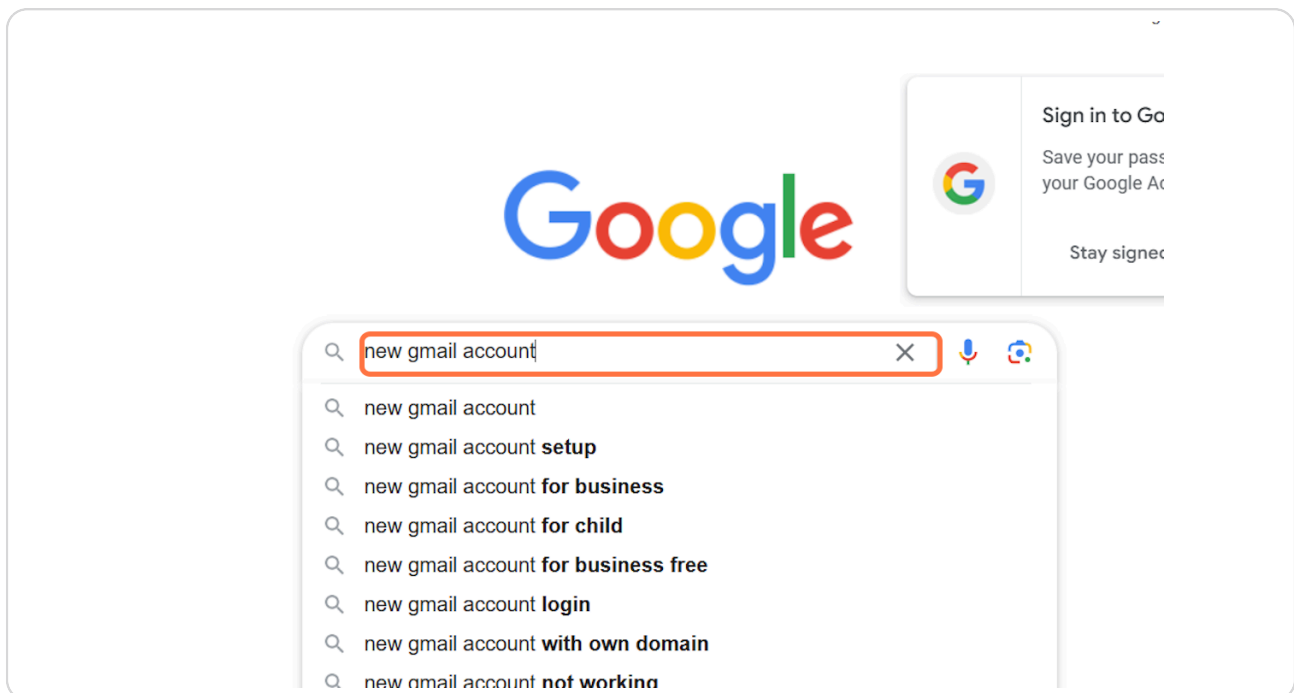 Sign in to Go
Save your pass
your Google Ac
Stay signed
Google
new gmail account
new gmail account
new gmail account setup
new gmail account for business
new gmail account for child
new gmail account for business free
new gmail account login
new gmail account with own domain
new gmail account not working